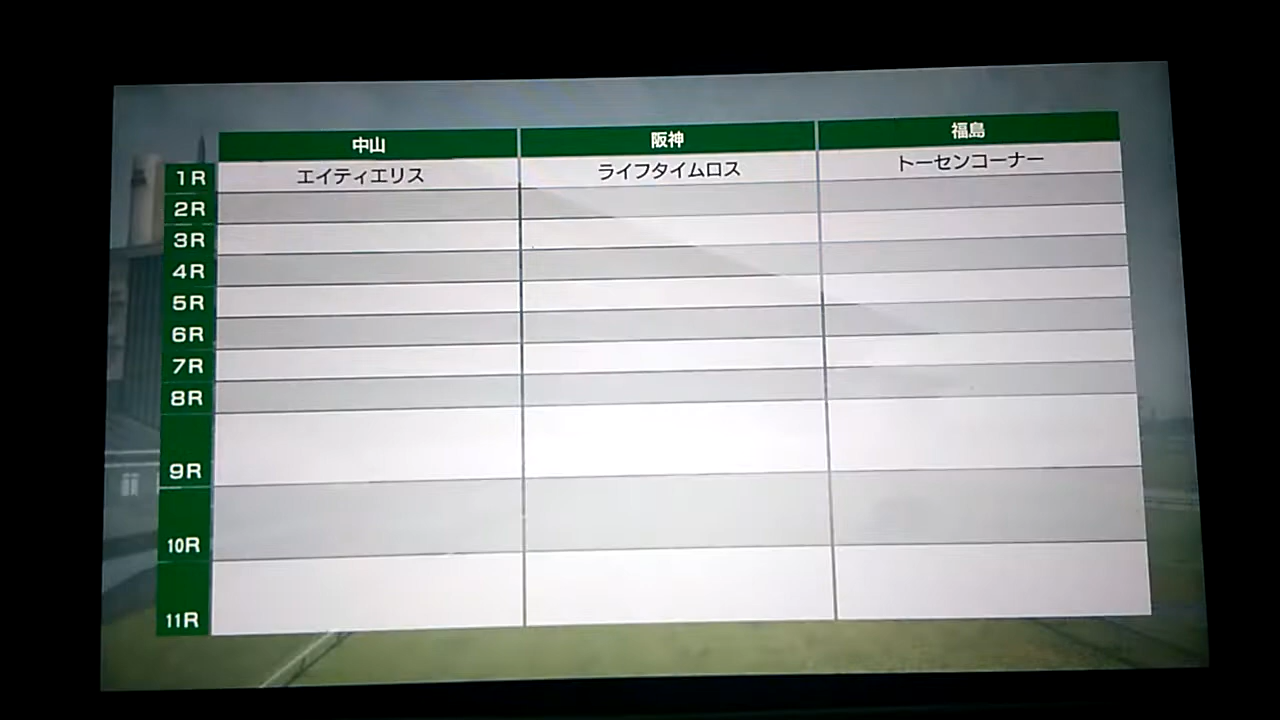 中山 阪神 福島
1R エイティエリス ライフタイムロス トーセンコーナー
2R
3R
4R
5R
6R
7R
8R
9R
10R
11R